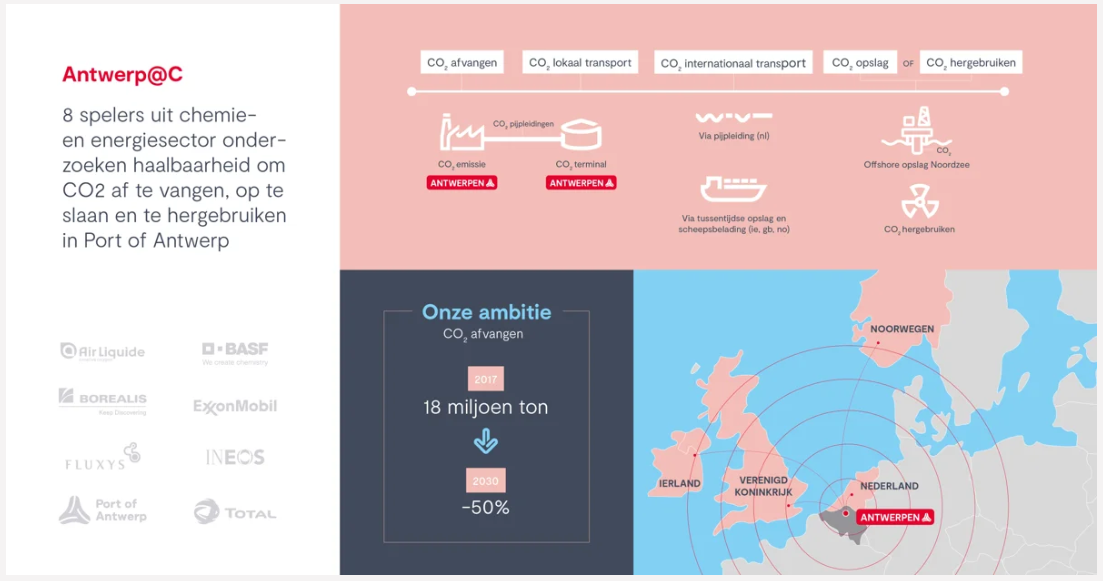 Antwerp@C
8 spelers uit chemie-
en energiesector onder-
zoeken haalbaarheid om
CO2 af te vangen, op te
slaan en te hergebruiken
in Port of Antwerp
Air Liquide
BASF
We create chemistry
BOREALIS
Keep Discovering
ExxonMobil
FLUXYS
INEOS
Port of
Antwerp
TOTAL
CO₂ afvangen
CO₂ lokaal transport
CO₂ internationaal transport
CO₂ opslag
OF
CO₂ hergebruiken
CO₂ pijpleidingen
CO₂ emissie
CO₂ terminal
ANTWERPEN
ANTWERPEN
Via pijpleiding (nl)
Via tussentijdse opslag en
scheepsbelading (ie, gb, no)
CO₂
Offshore opslag Noordzee
CO₂ hergebruiken
Onze ambitie
CO₂ afvangen
2017
18 miljoen ton
2030
-50%
NOORWEGEN
IERLAND
VERENIGD
KONINKRIJK
NEDERLAND
ANTWERPEN